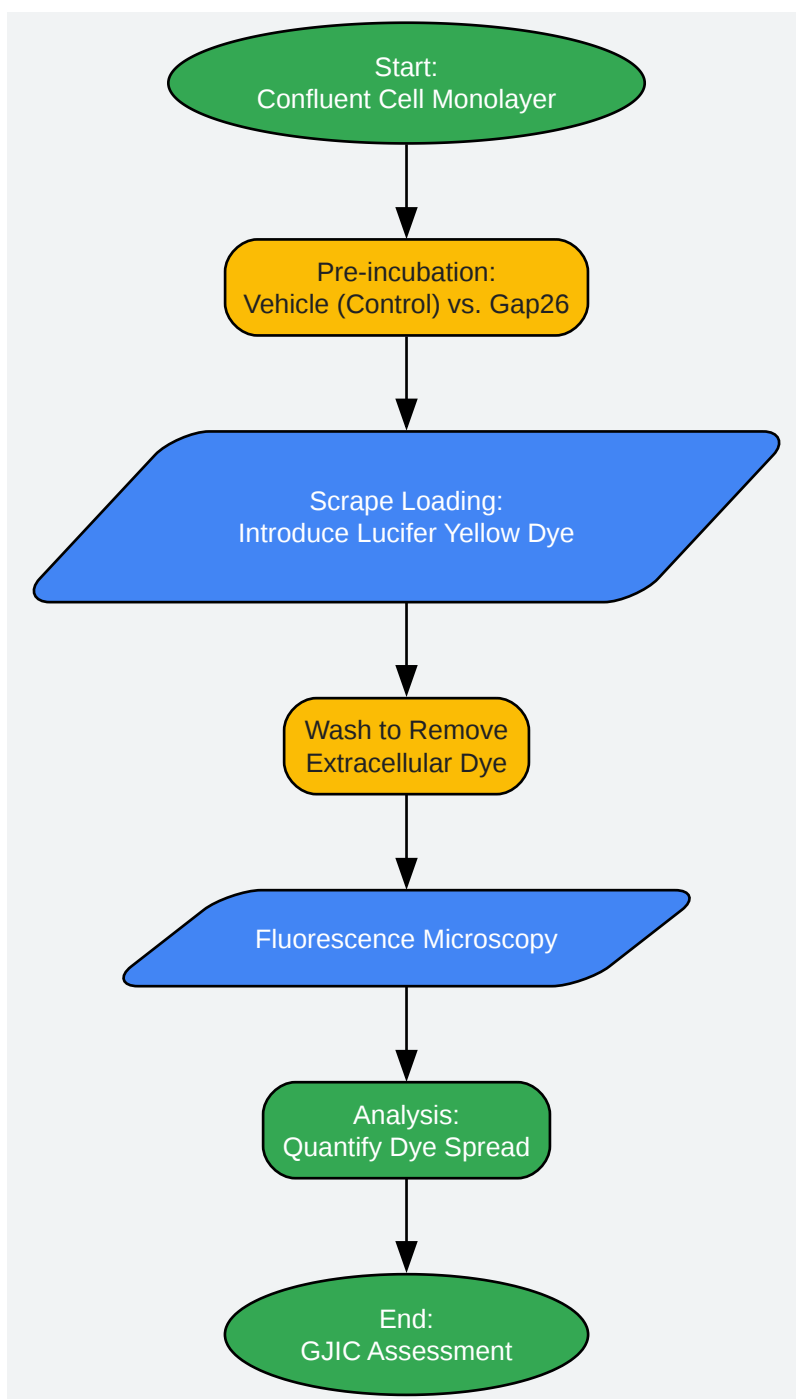 Start:
Confluent Cell Monolayer
Pre-incubation:
Vehicle (Control) vs. Gap26
Scrape Loading:
Introduce Lucifer Yellow Dye
Wash to Remove
Extracellular Dye
Fluorescence Microscopy
Analysis:
Quantify Dye Spread
End:
GJIC Assessment